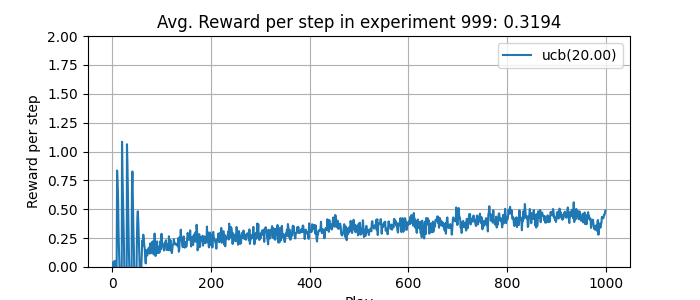 Avg. Reward per step in experiment 999: 0.3194
2.00
1.75
1.50
1.25
1.00
0.75
0.50
0.25
0.00
Reward per step
ucb(20.00)
0 200 400 600 800 1000
Play